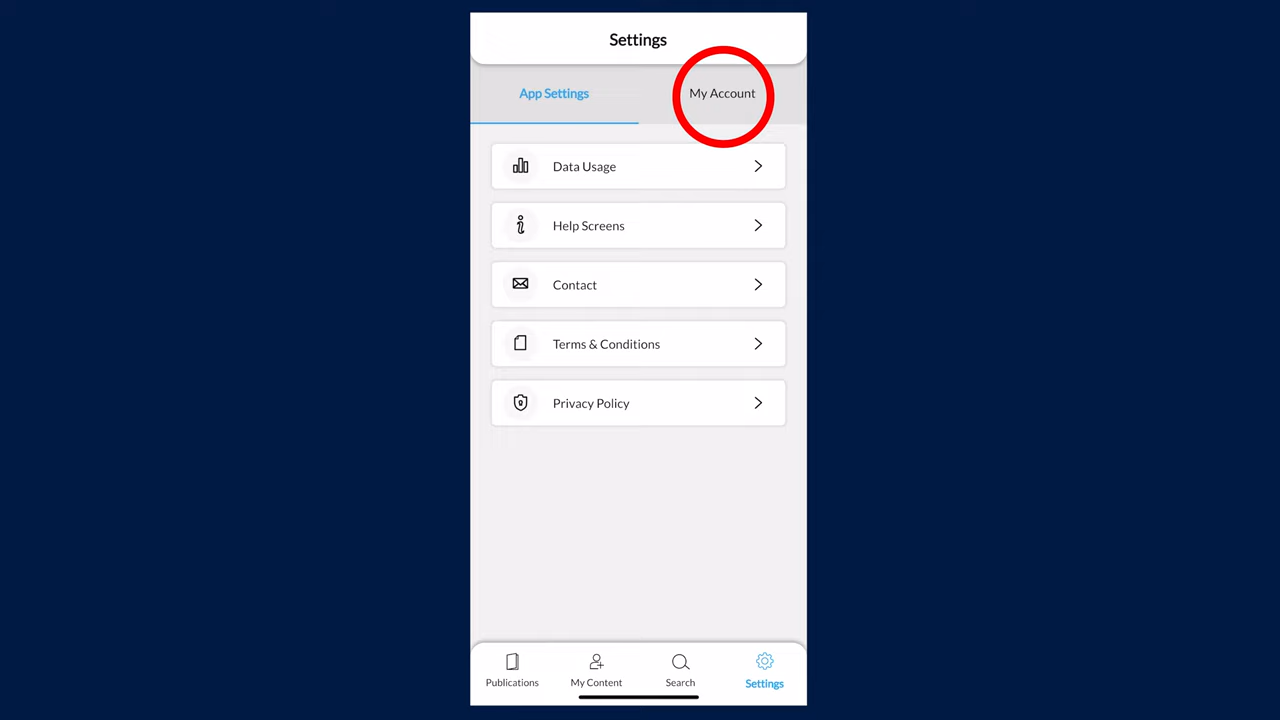 Settings
App Settings
My Account
Data Usage
Help Screens
Contact
Terms & Conditions
Privacy Policy
Publications
My Content
Search
Settings